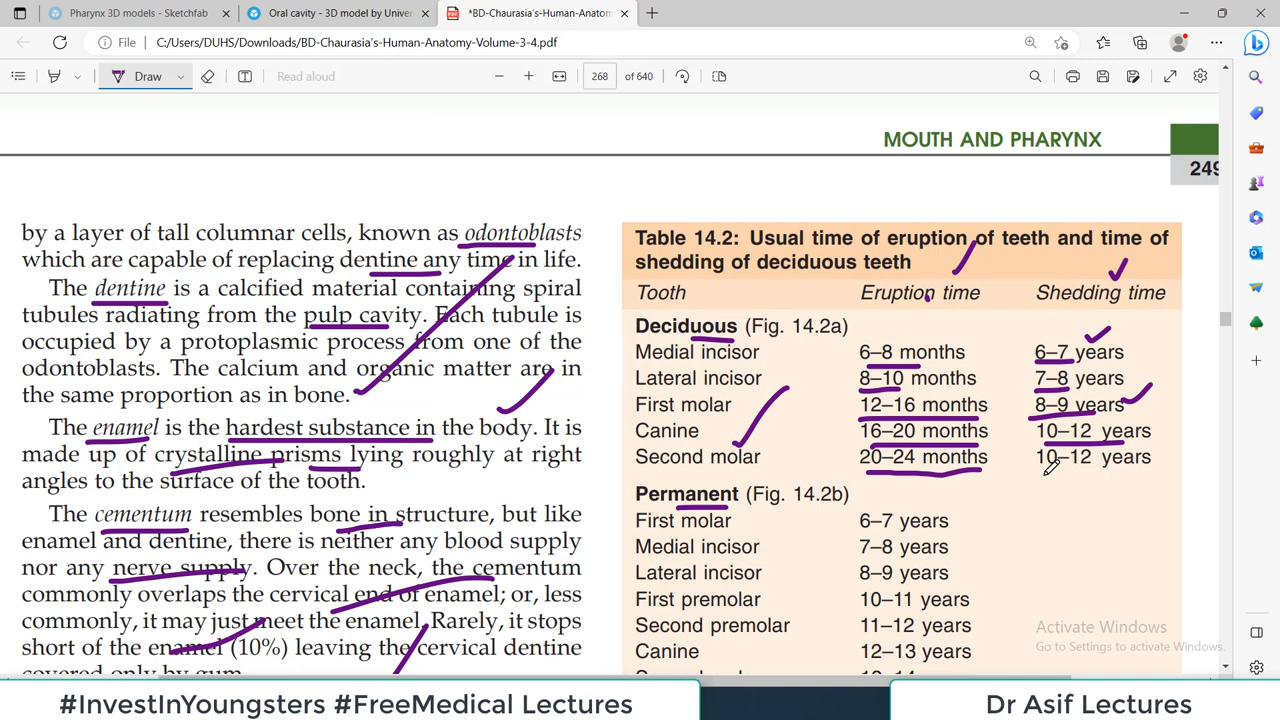 Pharynx 3D models - Sketchfab
Oral cavity - 3D model by Univer
*BD-Chaurasia's-Human-Anatom
File
C:/Users/DUHS/Downloads/BD-Chaurasia's-Human-Anatomy-Volume-3-4.pdf
Draw
Read aloud
268 of 640
MOUTH AND PHARYNX
249
by a layer of tall columnar cells, known as odontoblasts
which are capable of replacing dentine any time in life.
The dentine is a calcified material containing spiral
tubules radiating from the pulp cavity. Each tubule is
occupied by a protoplasmic process from one of the
odontoblasts. The calcium and organic matter are in
the same proportion as in bone.
The enamel is the hardest substance in the body. It is
made up of crystalline prisms lying roughly at right
angles to the surface of the tooth.
The cementum resembles bone in structure, but like
enamel and dentine, there is neither any blood supply
nor any nerve supply. Over the neck, the cementum
commonly overlaps the cervical end of enamel; or, less
commonly, it may just meet the enamel. Rarely, it stops
short of the enamel (10%) leaving the cervical dentine
covered only by gum.
Table 14.2: Usual time of eruption of teeth and time of
shedding of deciduous teeth
Tooth Eruption time Shedding time
Deciduous (Fig. 14.2a)
Medial incisor 6–8 months 6–7 years
Lateral incisor 8–10 months 7–8 years
First molar 12–16 months 8–9 years
Canine 16–20 months 10–12 years
Second molar 20–24 months 10–12 years
Permanent (Fig. 14.2b)
First molar 6–7 years
Medial incisor 7–8 years
Lateral incisor 8–9 years
First premolar 10–11 years
Second premolar 11–12 years
Canine 12–13 years
Activate Windows
Go to Settings to activate Windows.
#InvestInYoungsters #FreeMedical Lectures
Dr Asif Lectures